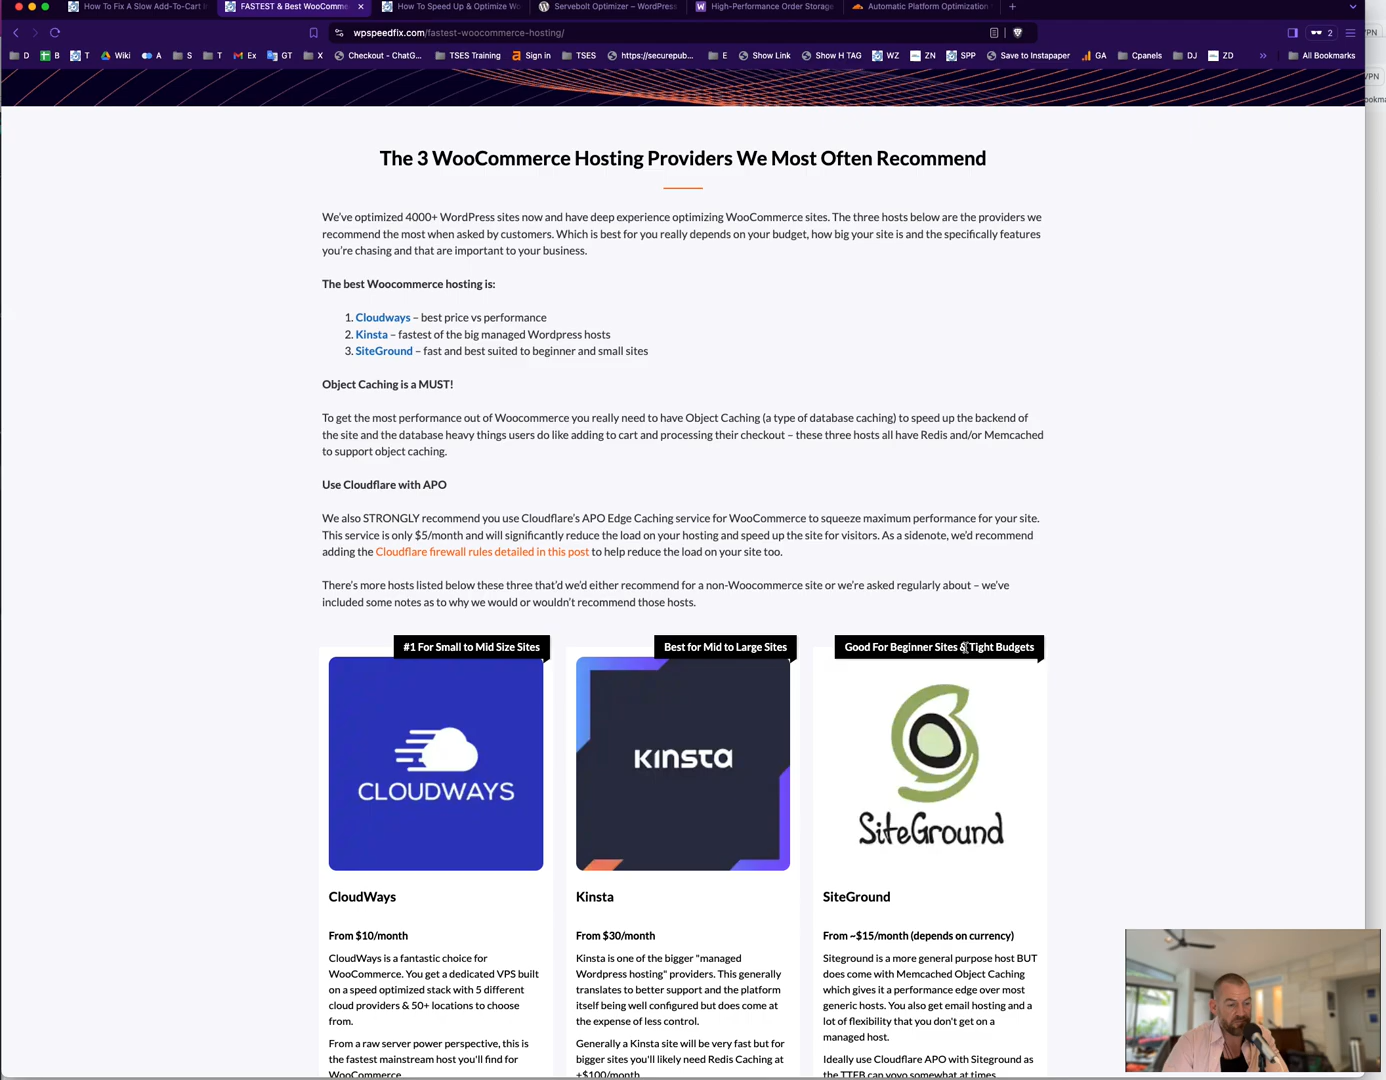 How To Fix A Slow Add-To-Cart I
FASTEST & Best WooComme
How To Speed Up & Optimize Wo
Servebolt Optimizer – WordPress
High-Performance Order Storage
Automatic Platform Optimization
wpspeedfix.com/fastest-woocommerce-hosting/
2
VPN
D
B
T
Wiki
A
S
T
Ex
GT
X
Checkout - ChatG...
TSES Training
Sign in
TSES
https://securepub...
E
Show Link
Show H TAG
WZ
ZN
SPP
Save to Instapaper
GA
Cpanels
DJ
ZD
All Bookmarks
VPN
ookma
The 3 WooCommerce Hosting Providers We Most Often Recommend
We've optimized 4000+ WordPress sites now and have deep experience optimizing WooCommerce sites. The three hosts below are the providers we
recommend the most when asked by customers. Which is best for you really depends on your budget, how big your site is and the specifically features
you're chasing and that are important to your business.
The best Woocommerce hosting is:
1. Cloudways – best price vs performance
2. Kinsta – fastest of the big managed Wordpress hosts
3. SiteGround – fast and best suited to beginner and small sites
Object Caching is a MUST!
To get the most performance out of Woocommerce you really need to have Object Caching (a type of database caching) to speed up the backend of
the site and the database heavy things users do like adding to cart and processing their checkout – these three hosts all have Redis and/or Memcached
to support object caching.
Use Cloudflare with APO
We also STRONGLY recommend you use Cloudflare's APO Edge Caching service for WooCommerce to squeeze maximum performance for your site.
This service is only $5/month and will significantly reduce the load on your hosting and speed up the site for visitors. As a sidenote, we'd recommend
adding the Cloudflare firewall rules detailed in this post to help reduce the load on your site too.
There's more hosts listed below these three that'd we'd either recommend for a non-Woocommerce site or we're asked regularly about – we've
included some notes as to why we would or wouldn't recommend those hosts.
#1 For Small to Mid Size Sites
CLOUDWAYS
CloudWays
From $10/month
CloudWays is a fantastic choice for
WooCommerce. You get a dedicated VPS built
on a speed optimized stack with 5 different
cloud providers & 50+ locations to choose
from.
From a raw server power perspective, this is
the fastest mainstream host you'll find for
WooCommerce.
Best for Mid to Large Sites
KINSTA
Kinsta
From $30/month
Kinsta is one of the bigger "managed
Wordpress hosting" providers. This generally
translates to better support and the platform
itself being well configured but does come at
the expense of less control.
Generally a Kinsta site will be very fast but for
bigger sites you'll likely need Redis Caching at
+$100/month.
Good For Beginner Sites & Tight Budgets
SiteGround
SiteGround
From ~$15/month (depends on currency)
Siteground is a more general purpose host BUT
does come with Memcached Object Caching
which gives it a performance edge over most
generic hosts. You also get email hosting and a
lot of flexibility that you don't get on a
managed host.
Ideally use Cloudflare APO with Siteground as
the TTFB can yoyo somewhat at times.